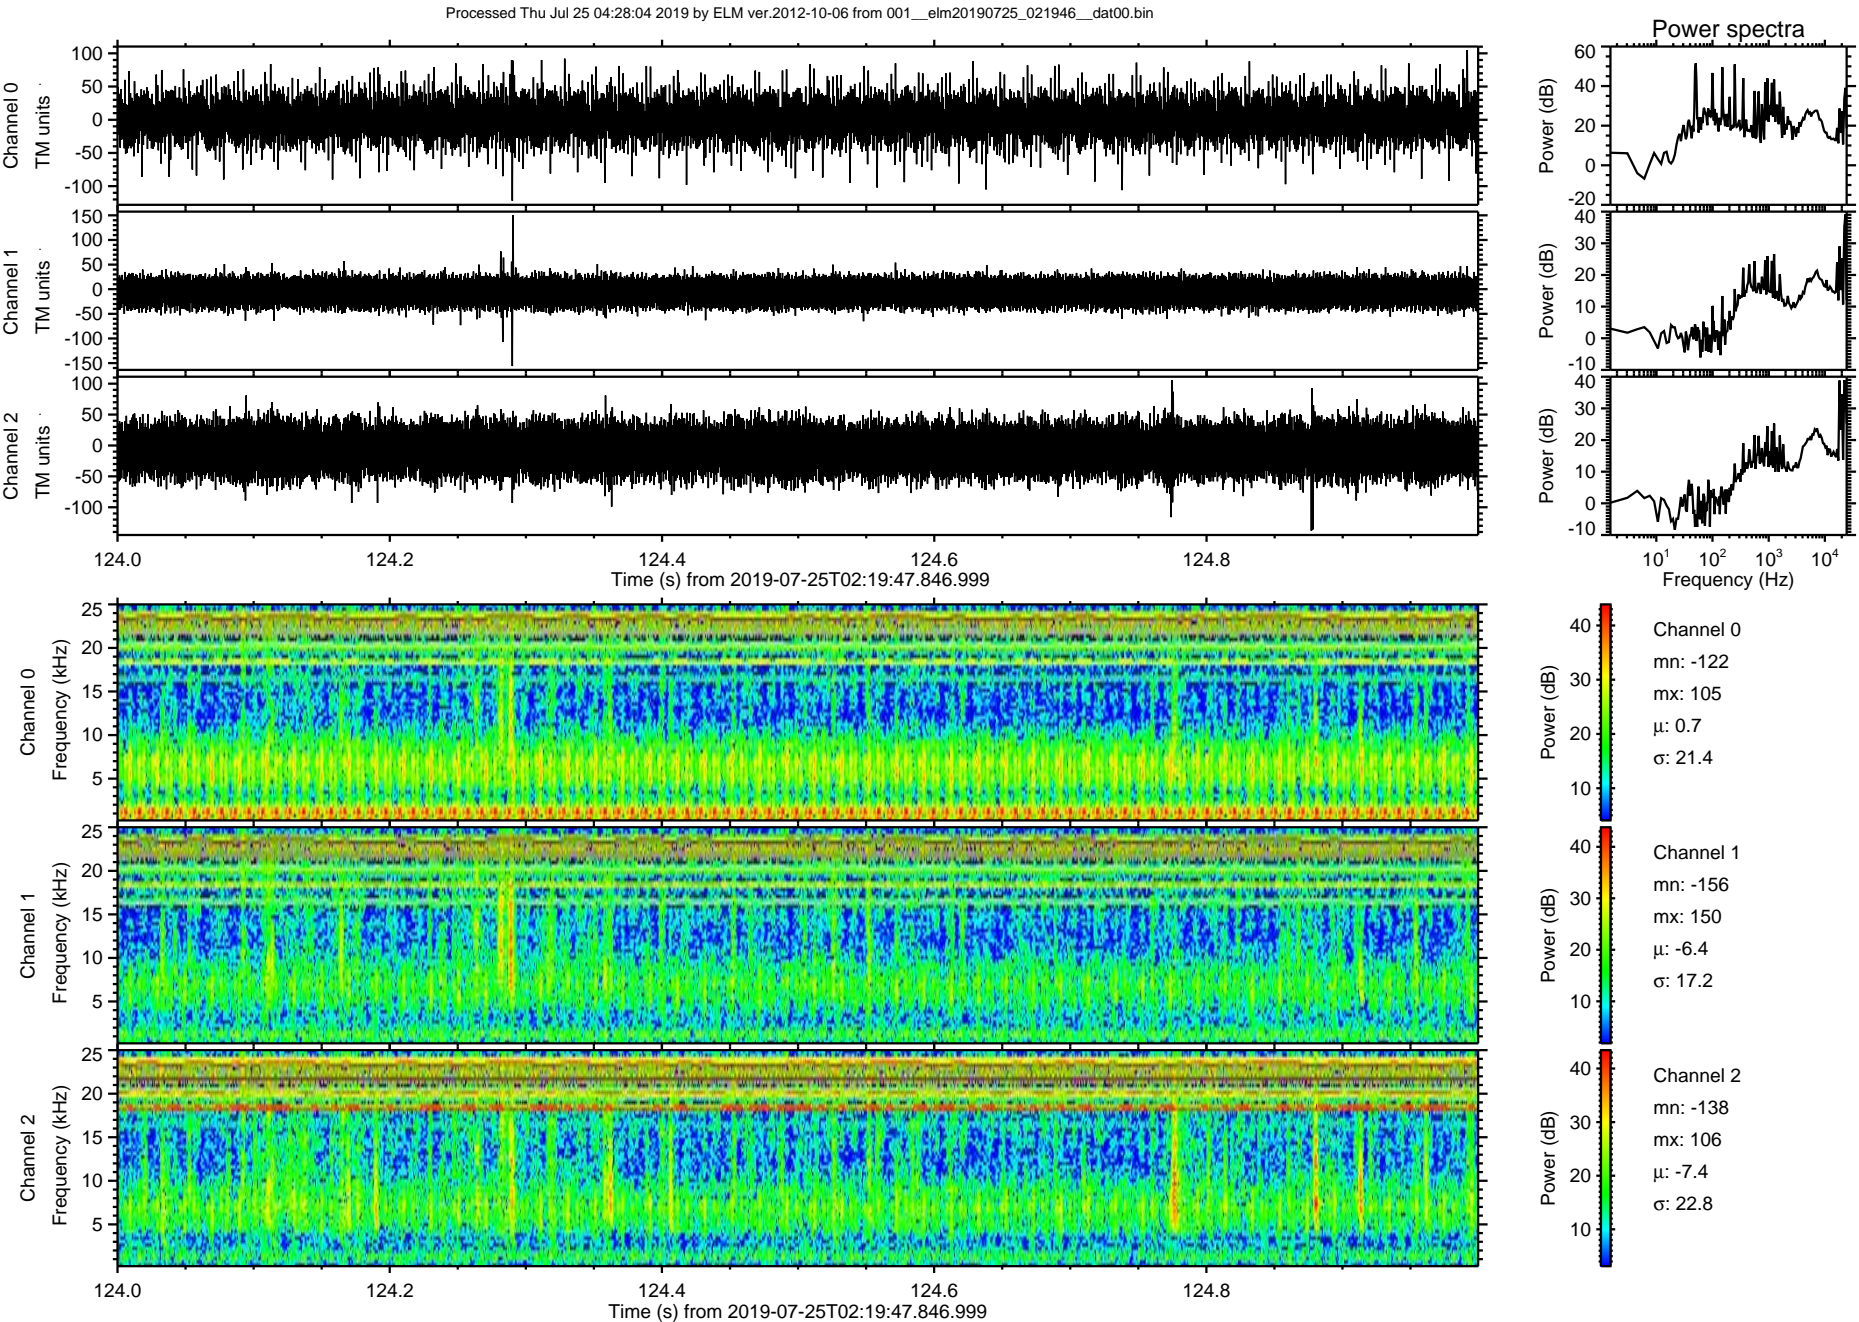 Processed Thu Jul 25 04:28:04 2019 by ELM ver.2012-10-06 from 001__elm20190725_021946__dat00.bin
Power spectra
Channel 0
TM units
100
50
0
-50
-100
Power (dB)
60
40
20
0
-20
Channel 1
TM units
150
100
50
0
-50
-100
-150
Power (dB)
40
30
20
10
0
-10
Channel 2
TM units
100
50
0
-50
-100
Power (dB)
40
30
20
10
0
-10
124.0 124.2 124.4 124.6 124.8
Time (s) from 2019-07-25T02:19:47.846.999
10¹ 10² 10³ 10⁴
Frequency (Hz)
Channel 0
Frequency (kHz)
25
20
15
10
5
Power (dB)
40
30
20
10
Channel 0
mn: -122
mx: 105
μ: 0.7
σ: 21.4
Channel 1
Frequency (kHz)
25
20
15
10
5
Power (dB)
40
30
20
10
Channel 1
mn: -156
mx: 150
μ: -6.4
σ: 17.2
Channel 2
Frequency (kHz)
25
20
15
10
5
Power (dB)
40
30
20
10
Channel 2
mn: -138
mx: 106
μ: -7.4
σ: 22.8
124.0 124.2 124.4 124.6 124.8
Time (s) from 2019-07-25T02:19:47.846.999